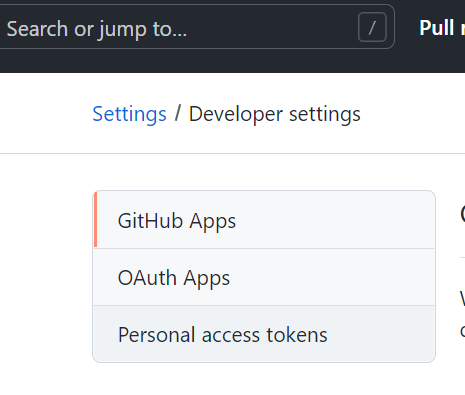 Search or jump to...
/
Pull
Settings / Developer settings
GitHub Apps
OAuth Apps
Personal access tokens